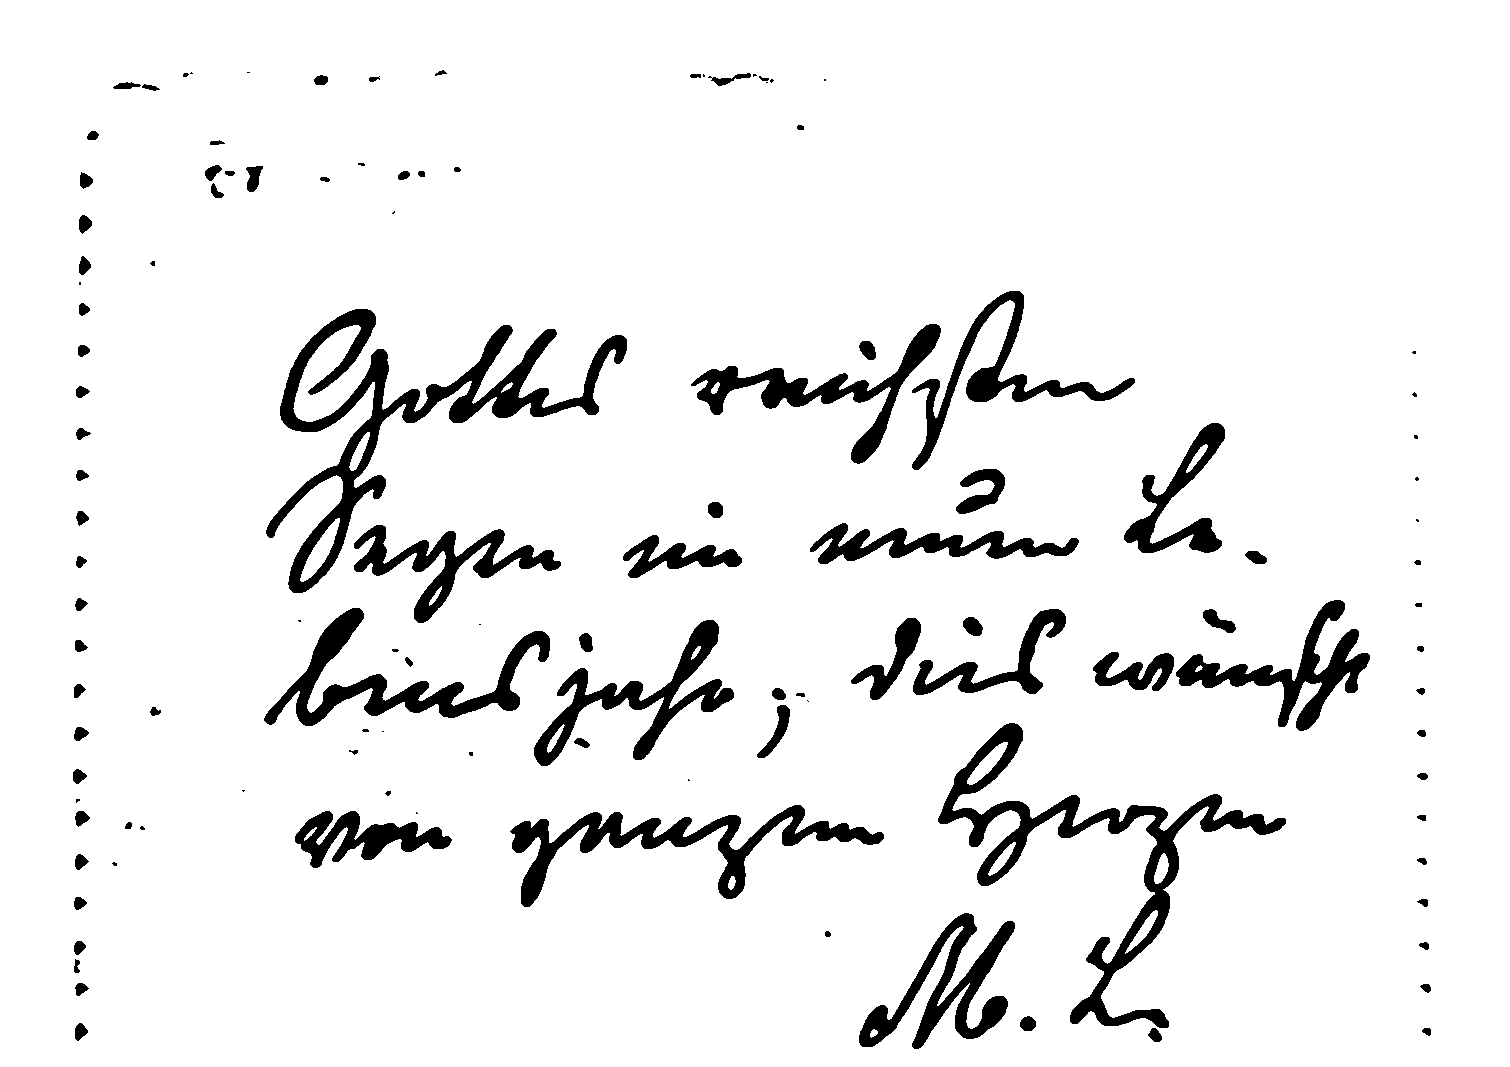 Gottes reichsten
Segen im neuen Le-
bensjahr, dies wünscht
von ganzem Herzen
M. L.